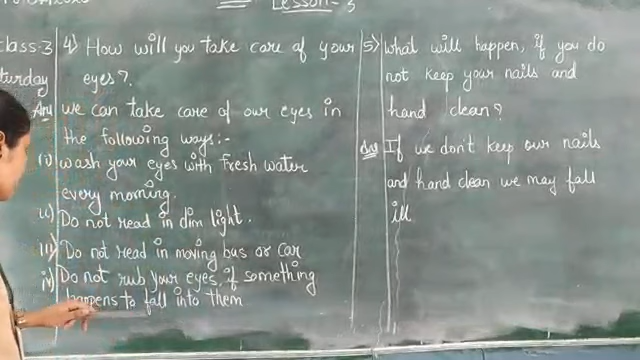 Lesson-3
class-3
turday
4) How will you take care of your
eyes?
Ans we can take care of our eyes in
the following ways:-
(i) wash your eyes with fresh water
every morning.
ii) Do not read in dim light.
iii) Do not read in moving bus or car
iv) Do not rub your eyes, if something
happens to fall into them
5) what will happen, if you do
not keep your nails and
hand clean?
Ans If we don't keep our nails
and hand clean we may fall
ill.